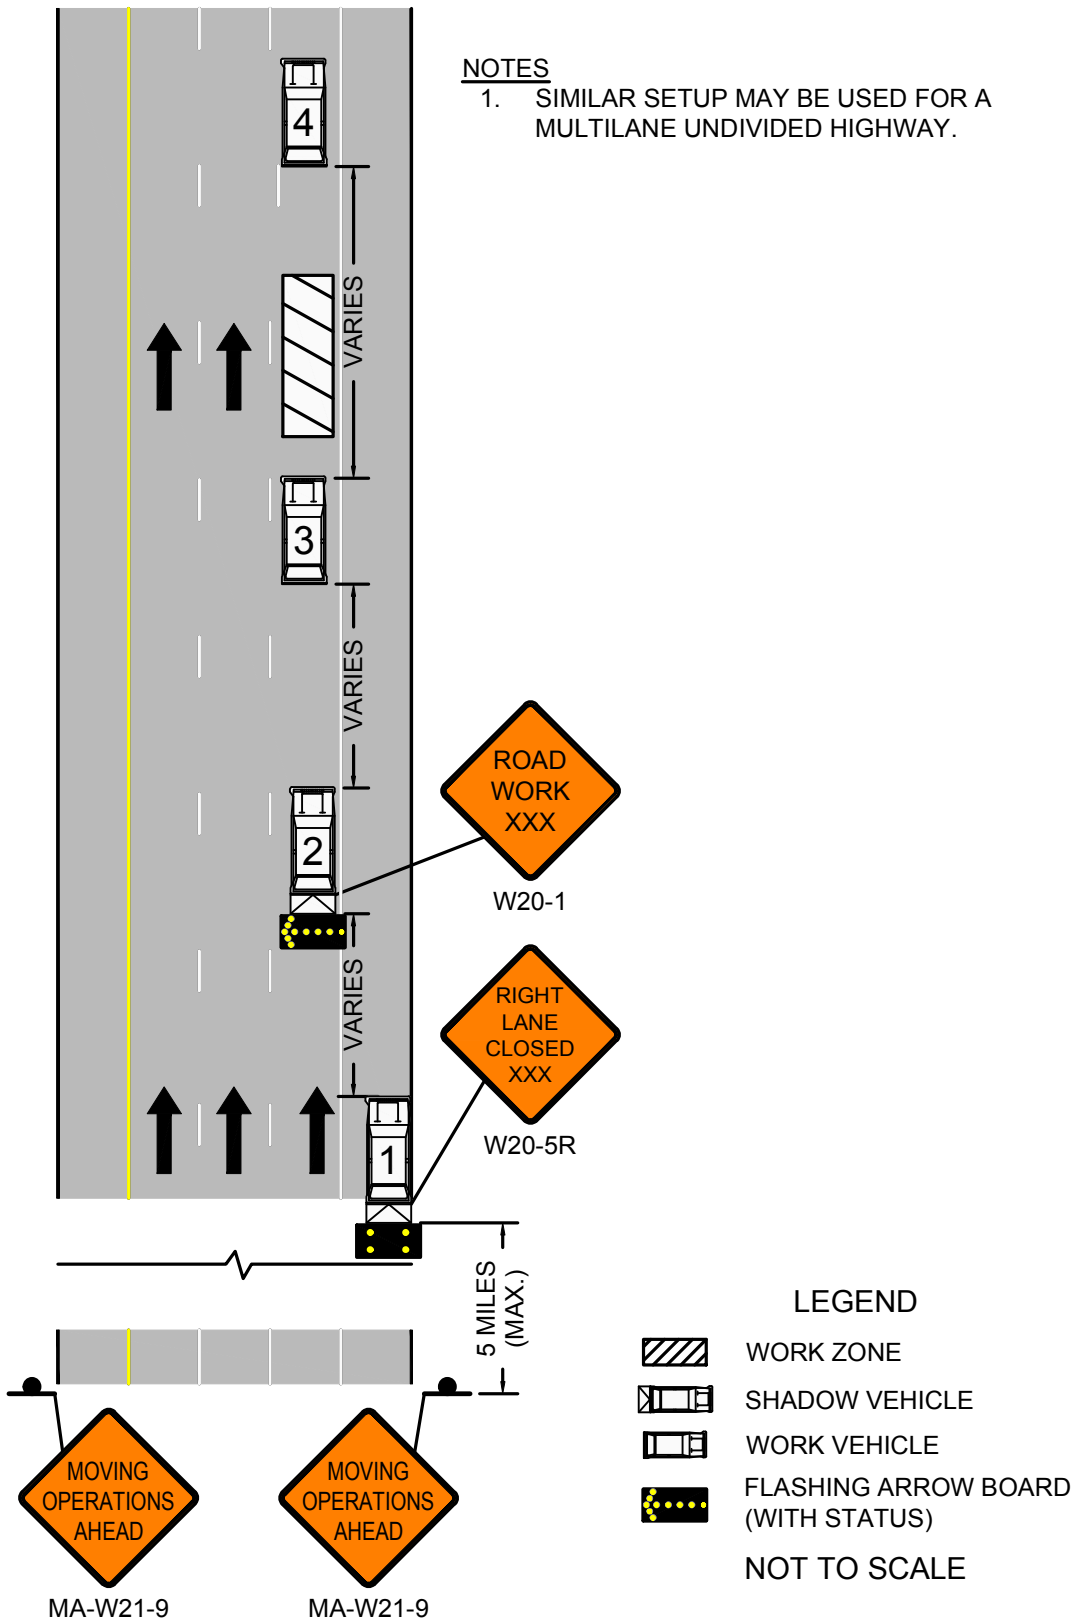 NOTES
1. SIMILAR SETUP MAY BE USED FOR A
MULTILANE UNDIVIDED HIGHWAY.
4
VARIES
3
VARIES
ROAD
WORK
XXX
W20-1
2
VARIES
RIGHT
LANE
CLOSED
XXX
W20-5R
1
5 MILES
(MAX.)
MOVING
OPERATIONS
AHEAD
MA-W21-9
MOVING
OPERATIONS
AHEAD
MA-W21-9
LEGEND
WORK ZONE
SHADOW VEHICLE
WORK VEHICLE
FLASHING ARROW BOARD
(WITH STATUS)
NOT TO SCALE